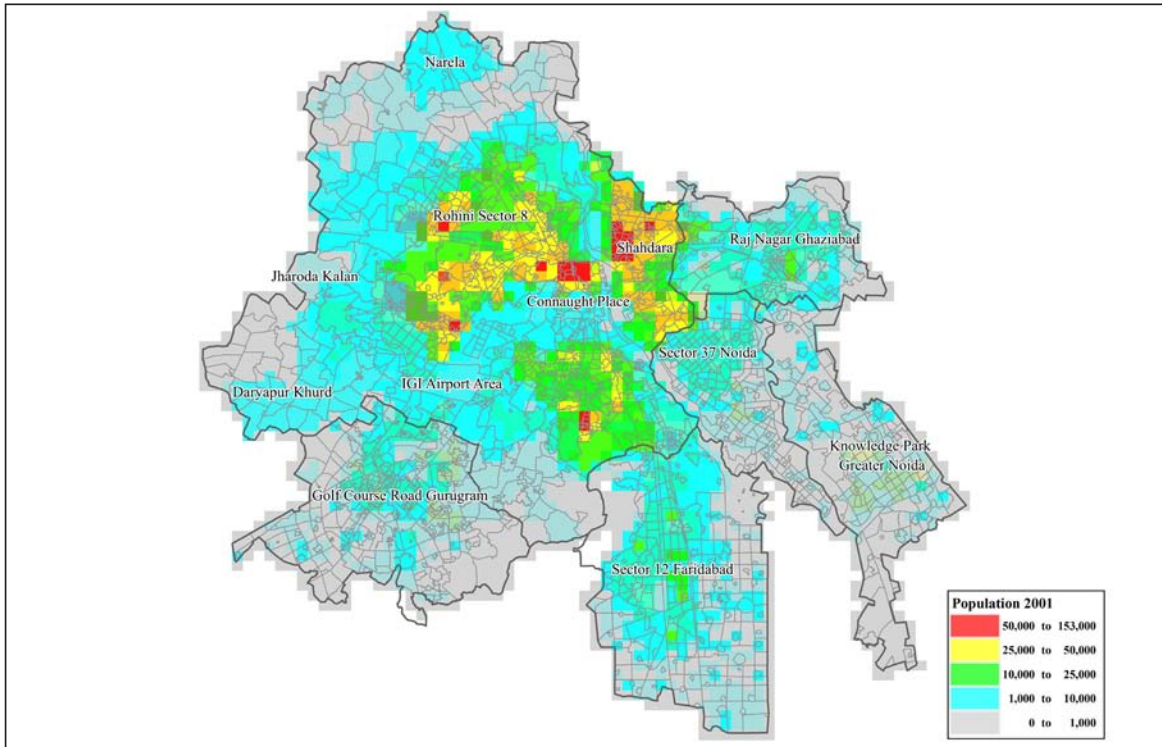 Narela
Rohini Sector 8
Shahdara
Raj Nagar Ghaziabad
Jharoda Kalan
Connaught Place
Sector 37 Noida
Daryapur Khurd
IGI Airport Area
Knowledge Park
Greater Noida
Golf Course Road Gurugram
Sector 12 Faridabad
Population 2001
50,000 to 153,000
25,000 to 50,000
10,000 to 25,000
1,000 to 10,000
0 to 1,000